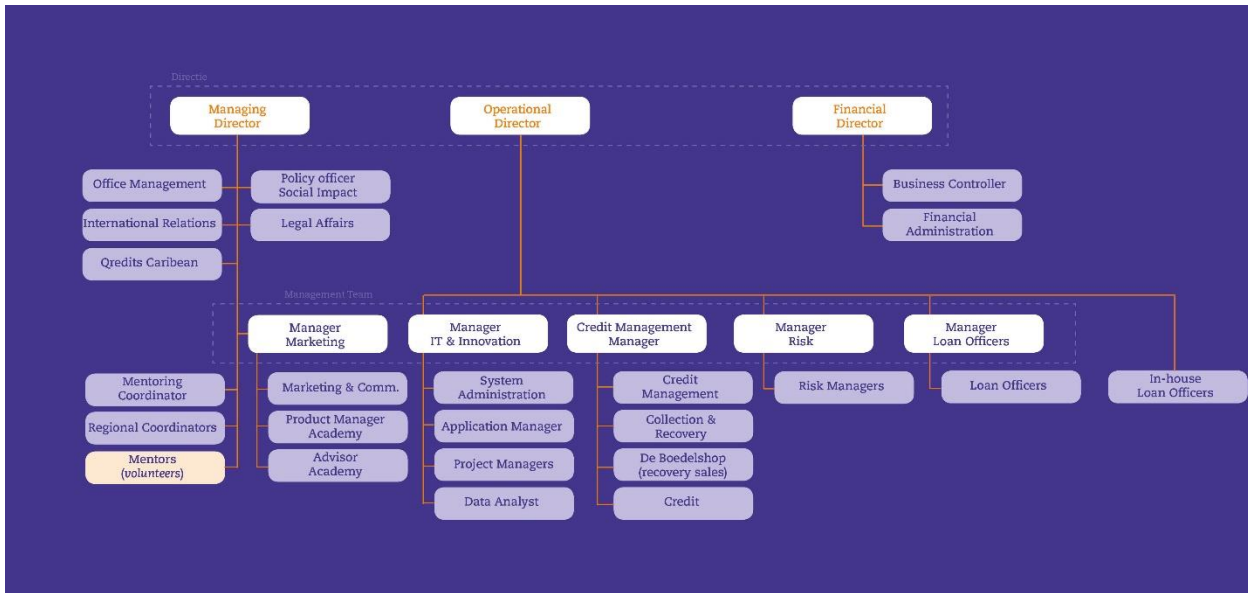 Directie
Managing
Director
Operational
Director
Financial
Director
Office Management
Policy officer
Social Impact
Business Controller
International Relations
Legal Affairs
Financial
Administration
Qredits Caribean
Management Team
Manager
Marketing
Manager
IT & Innovation
Credit Management
Manager
Manager
Risk
Manager
Loan Officers
Mentoring
Coordinator
Marketing & Comm.
System
Administration
Credit
Management
Risk Managers
Loan Officers
In-house
Loan Officers
Regional Coordinators
Product Manager
Academy
Application Manager
Collection &
Recovery
Mentors
(volunteers)
Advisor
Academy
Project Managers
De Boedelshop
(recovery sales)
Data Analyst
Credit